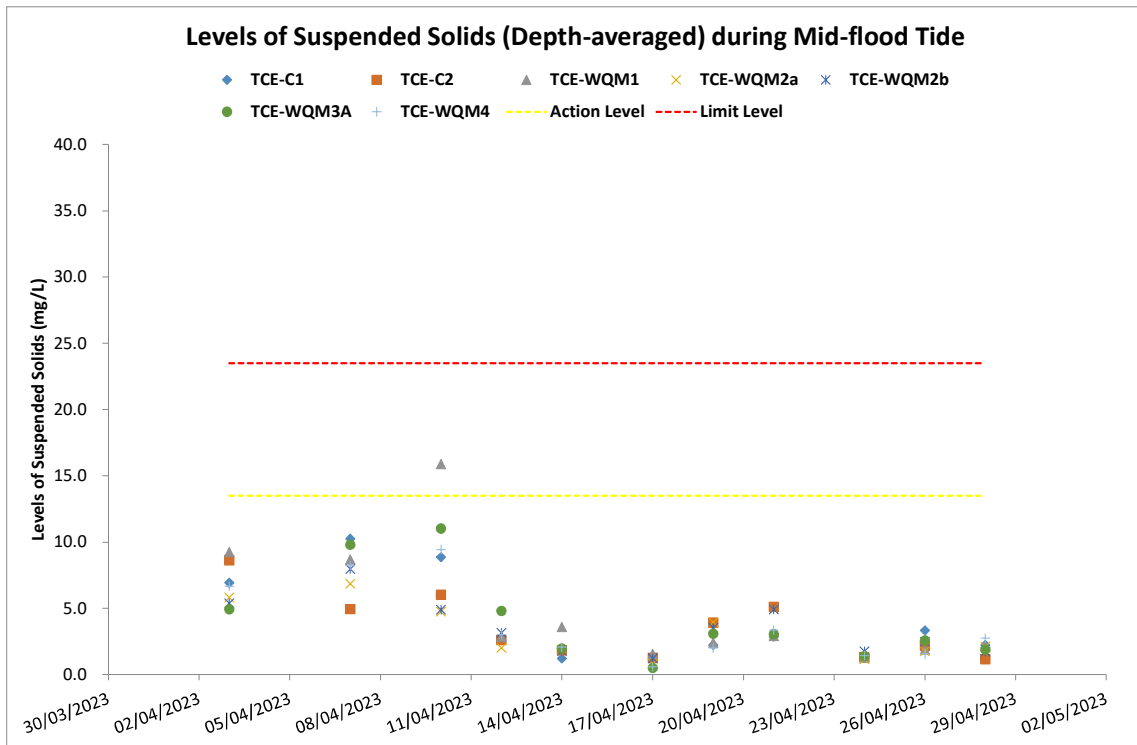 Levels of Suspended Solids (Depth-averaged) during Mid-flood Tide
TCE-C1 TCE-C2 TCE-WQM1 TCE-WQM2a TCE-WQM2b
TCE-WQM3A TCE-WQM4 Action Level Limit Level
Levels of Suspended Solids (mg/L)
40.0
35.0
30.0
25.0
20.0
15.0
10.0
5.0
0.0
30/03/2023 02/04/2023 05/04/2023 08/04/2023 11/04/2023 14/04/2023 17/04/2023 20/04/2023 23/04/2023 26/04/2023 29/04/2023 02/05/2023